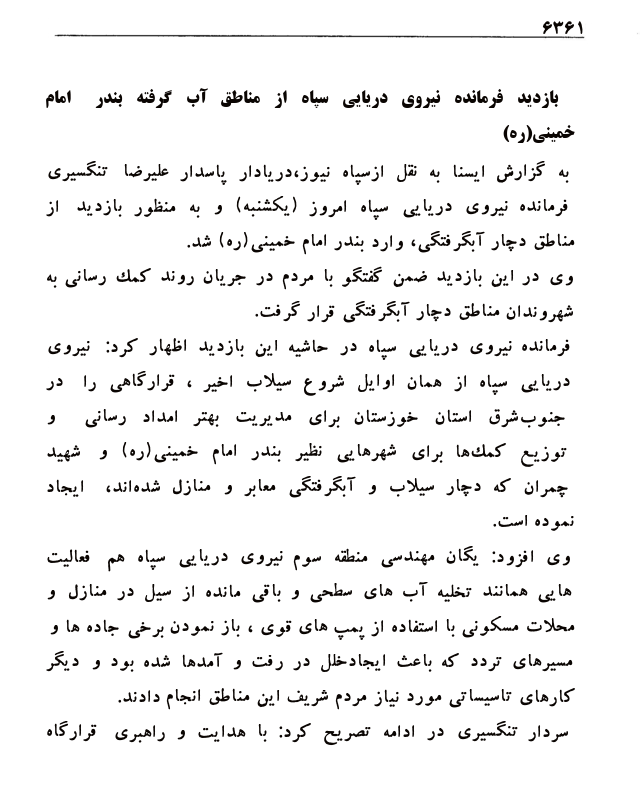 ۶۳۶۱
بازدید فرمانده نیروی دریایی سپاه از مناطق آب گرفته بندر امام
خمینی(ره)
به گزارش ایسنا به نقل ازسپاه نیوز،دریادار پاسدار علیرضا تنگسیری
فرمانده نیروی دریایی سپاه امروز (یکشنبه) و به منظور بازدید از
مناطق دچار آبگرفتگی، وارد بندر امام خمینی(ره) شد.
وی در این بازدید ضمن گفتگو با مردم در جریان روند کمك رسانی به
شهروندان مناطق دچار آبگرفتگی قرار گرفت.
فرمانده نیروی دریایی سپاه در حاشیه این بازدید اظهار کرد: نیروی
دریایی سپاه از همان اوایل شروع سیلاب اخیر ، قرارگاهی را در
جنوب‌شرق استان خوزستان برای مدیریت بهتر امداد رسانی و
توزیع کمك‌ها برای شهرهایی نظیر بندر امام خمینی(ره) و شهید
چمران که دچار سیلاب و آبگرفتگی معابر و منازل شده‌اند، ایجاد
نموده است.
وی افزود: یگان مهندسی منطقه سوم نیروی دریایی سپاه هم فعالیت
هایی همانند تخلیه آب های سطحی و باقی مانده از سیل در منازل و
محلات مسکونی با استفاده از پمپ های قوی ، باز نمودن برخی جاده ها و
مسیرهای تردد که باعث ایجادخلل در رفت و آمدها شده بود و دیگر
کارهای تاسیساتی مورد نیاز مردم شریف این مناطق انجام دادند.
سردار تنگسیری در ادامه تصریح کرد: با هدایت و راهبری قرارگاه